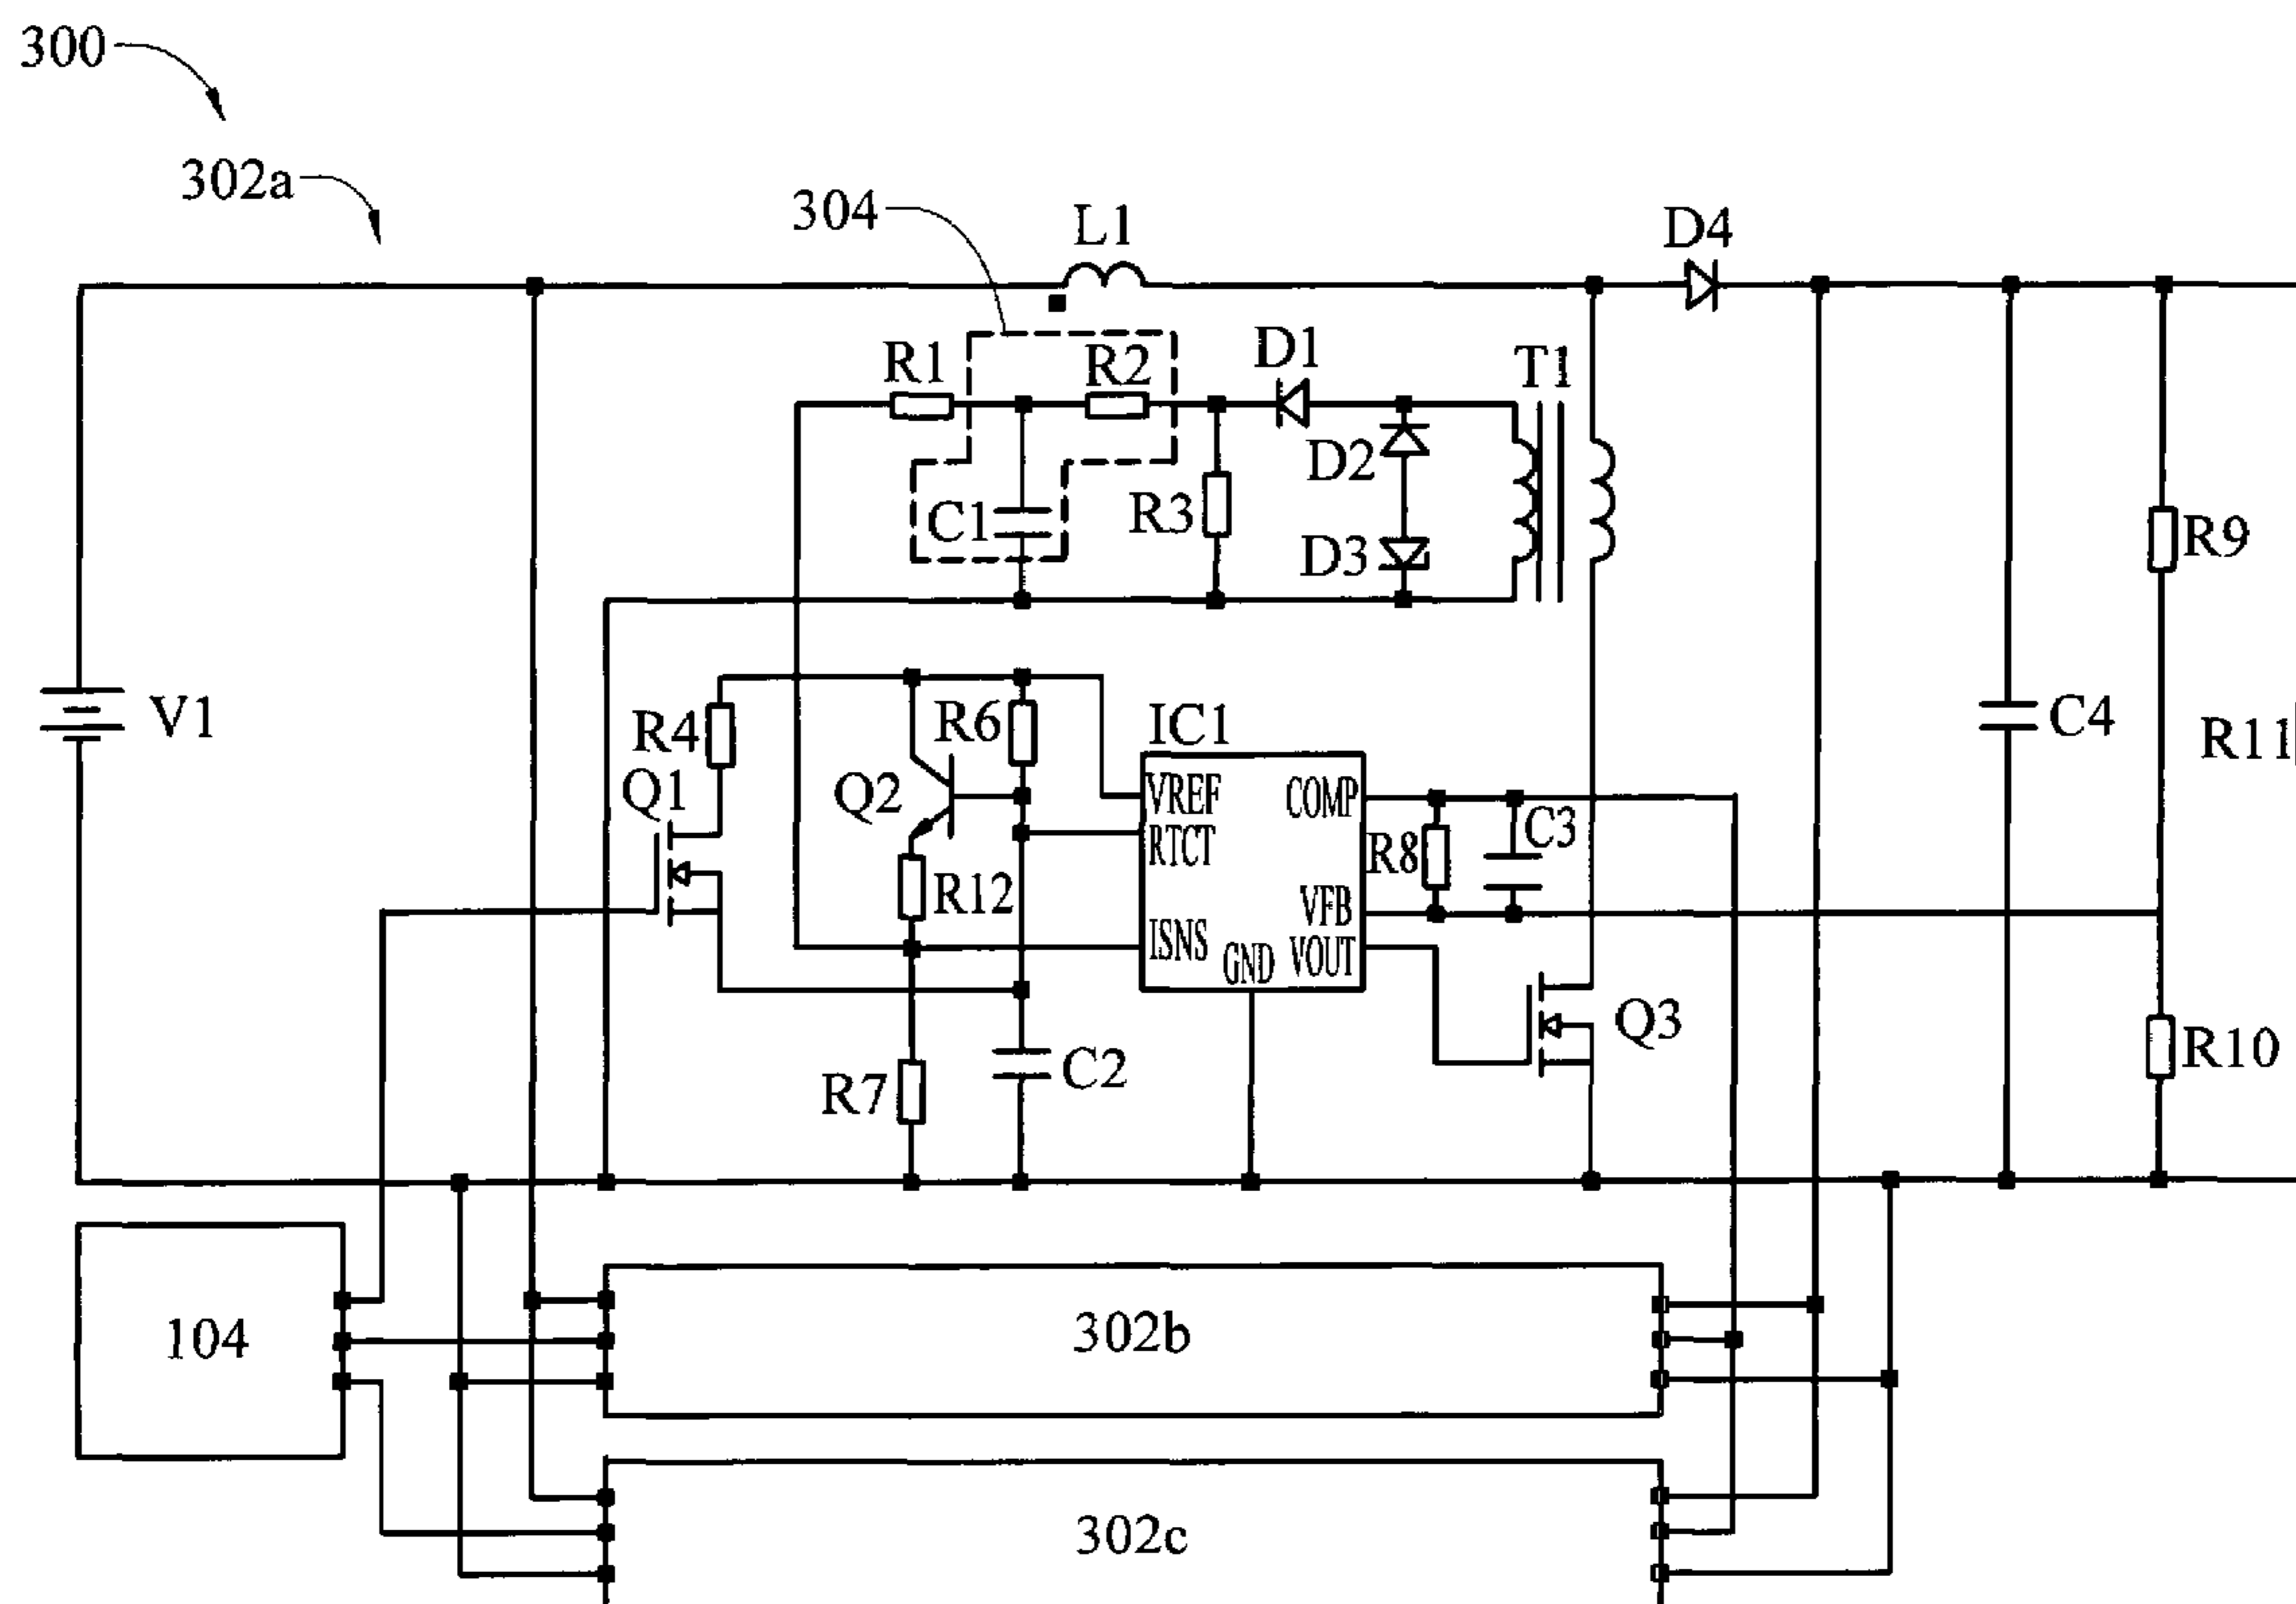 300
302a
304
L1
D4
R1
R2
D1
T1
D2
C1
R3
D3
R9
V1
R4
R6
IC1
C4
R11
Q1
Q2
VREF
COMP
C3
RTCT
R8
R12
VFB
ISNS
GND
VOUT
Q3
R10
R7
C2
104
302b
302c